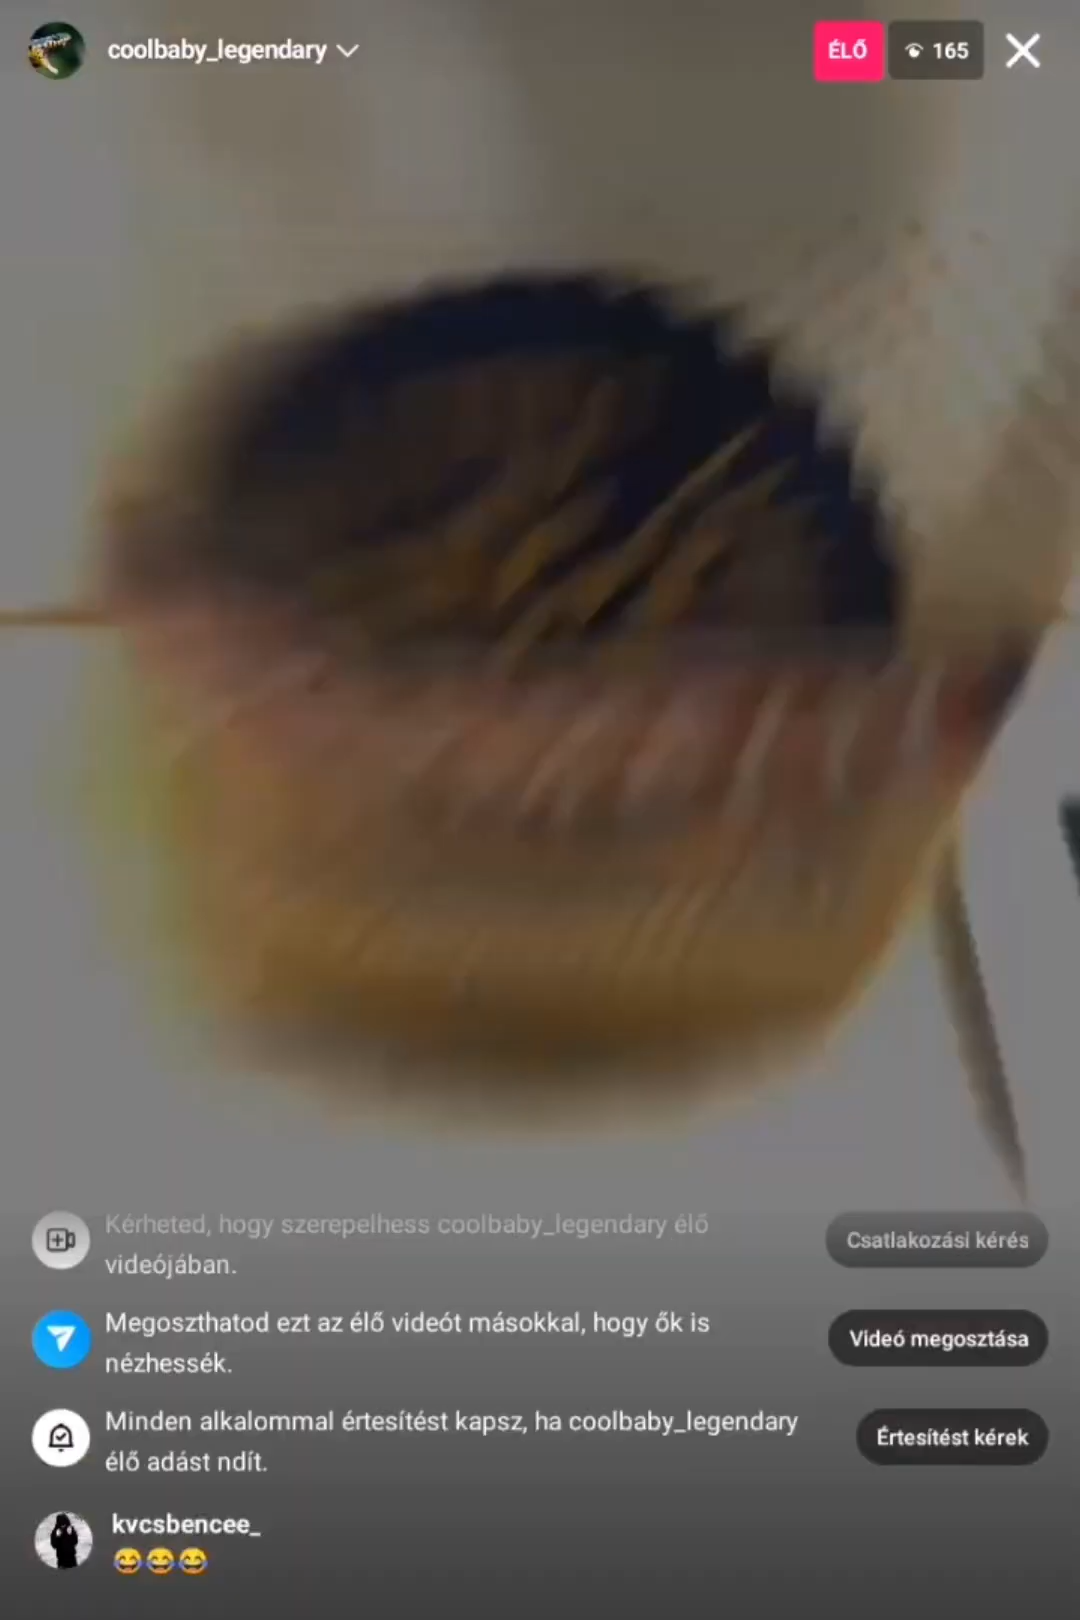 coolbaby_legendary
ÉLŐ
165
Kérheted, hogy szerepelhess coolbaby_legendary élő
videójában.
Csatlakozási kérés
Megoszthatod ezt az élő videót másokkal, hogy ők is
nézhessék.
Videó megosztása
Minden alkalommal értesítést kapsz, ha coolbaby_legendary
élő adást ndít.
Értesítést kérek
kvcsbencee_
😂😂😂